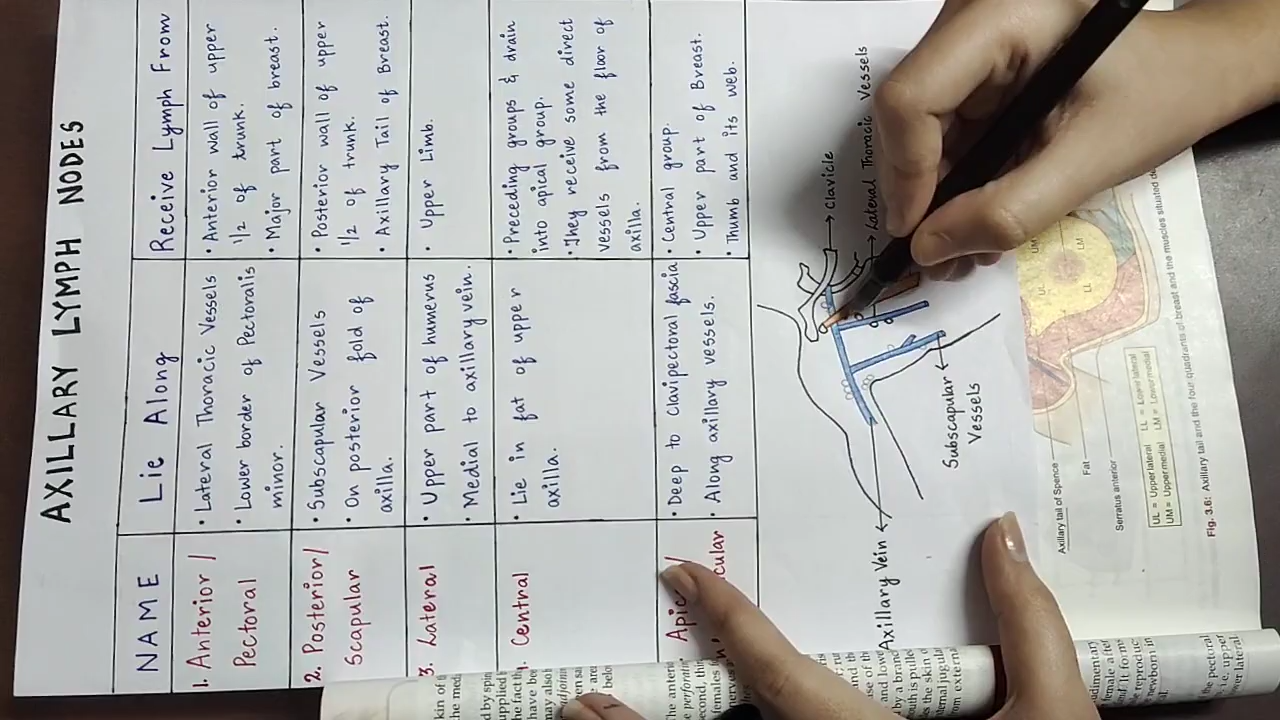 AXILLARY LYMPH NODES
NAME
Lie Along
Receive Lymph From
1. Anterior /
Pectoral
• Lateral Thoracic Vessels
• Lower border of Pectoralis
minor.
• Anterior wall of upper
1/2 of trunk.
• Major part of breast.
2. Posterior/
Scapular
• Subscapular Vessels
• On posterior fold of
axilla.
• Posterior wall of upper
1/2 of trunk.
• Axillary Tail of Breast.
3. Lateral
• Upper part of humerus
• Medial to axillary vein.
• Upper Limb.
Central
• Lie in fat of upper
axilla.
• Preceding groups & drain
into apical group.
• They receive some direct
vessels from the floor of
axilla.
• Deep to clavipectoral fascia
• Along axillary vessels.
• Central group.
• Upper part of Breast.
• Thumb and its web.
Clavicle
Lateral Thoracic Vessels
Subscapular
Vessels
Axillary Vein
UM
LM
UL
LL
Axillary tail of Spence
Fat
Serratus anterior
UL = Upper lateral LL = Lower lateral
UM = Upper medial LM = Lower medial
Fig. 3.6: Axillary tail and the four quadrants of breast and the muscles situated